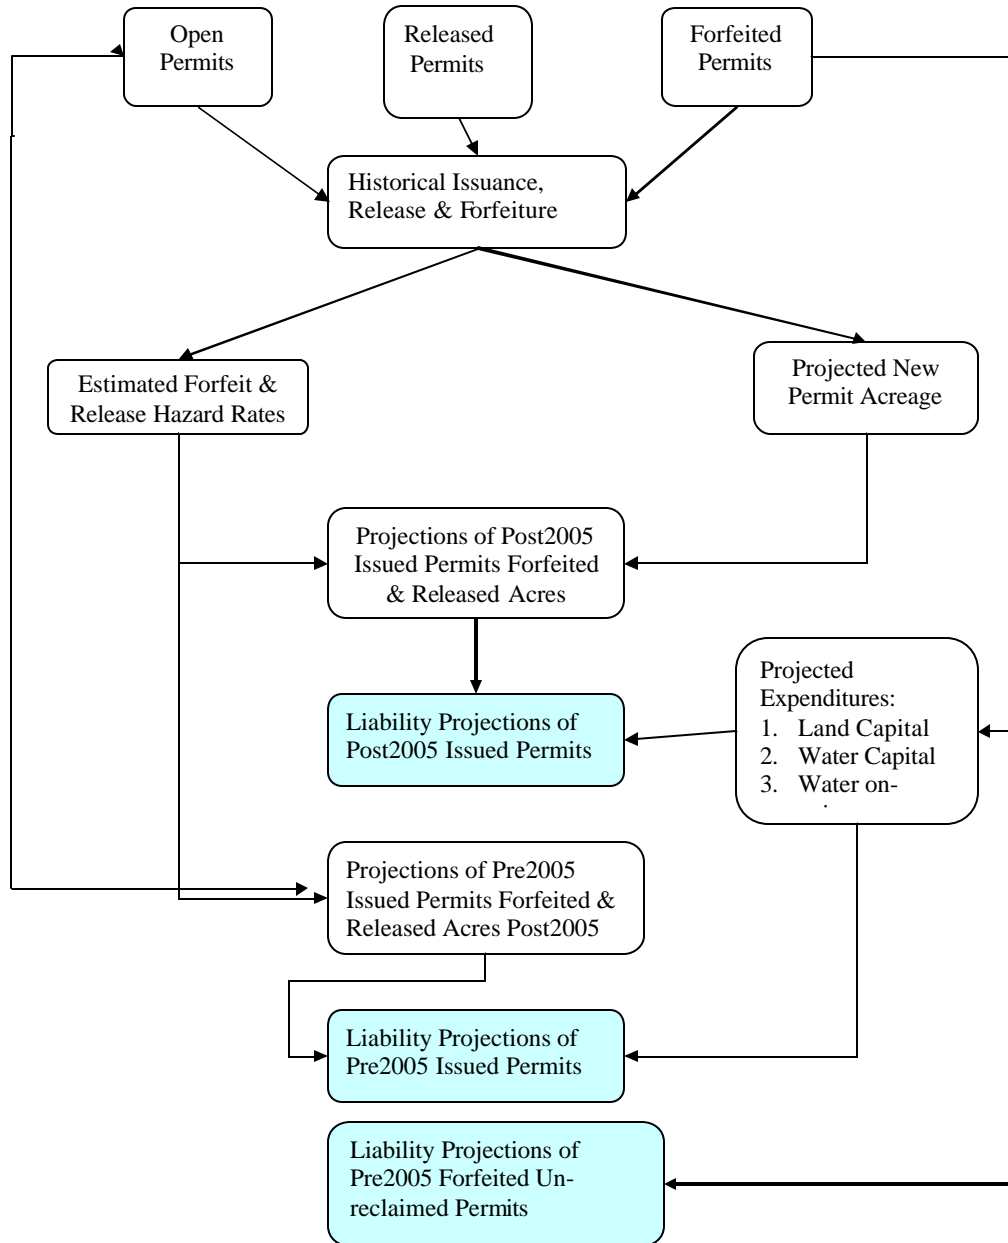 Open
Permits
Released
Permits
Forfeited
Permits
Historical Issuance,
Release & Forfeiture
Estimated Forfeit &
Release Hazard Rates
Projected New
Permit Acreage
Projections of Post2005
Issued Permits Forfeited
& Released Acres
Projected
Expenditures:
1. Land Capital
2. Water Capital
3. Water on-
Liability Projections of
Post2005 Issued Permits
Projections of Pre2005
Issued Permits Forfeited &
Released Acres Post2005
Liability Projections of
Pre2005 Issued Permits
Liability Projections of
Pre2005 Forfeited Un-
reclaimed Permits